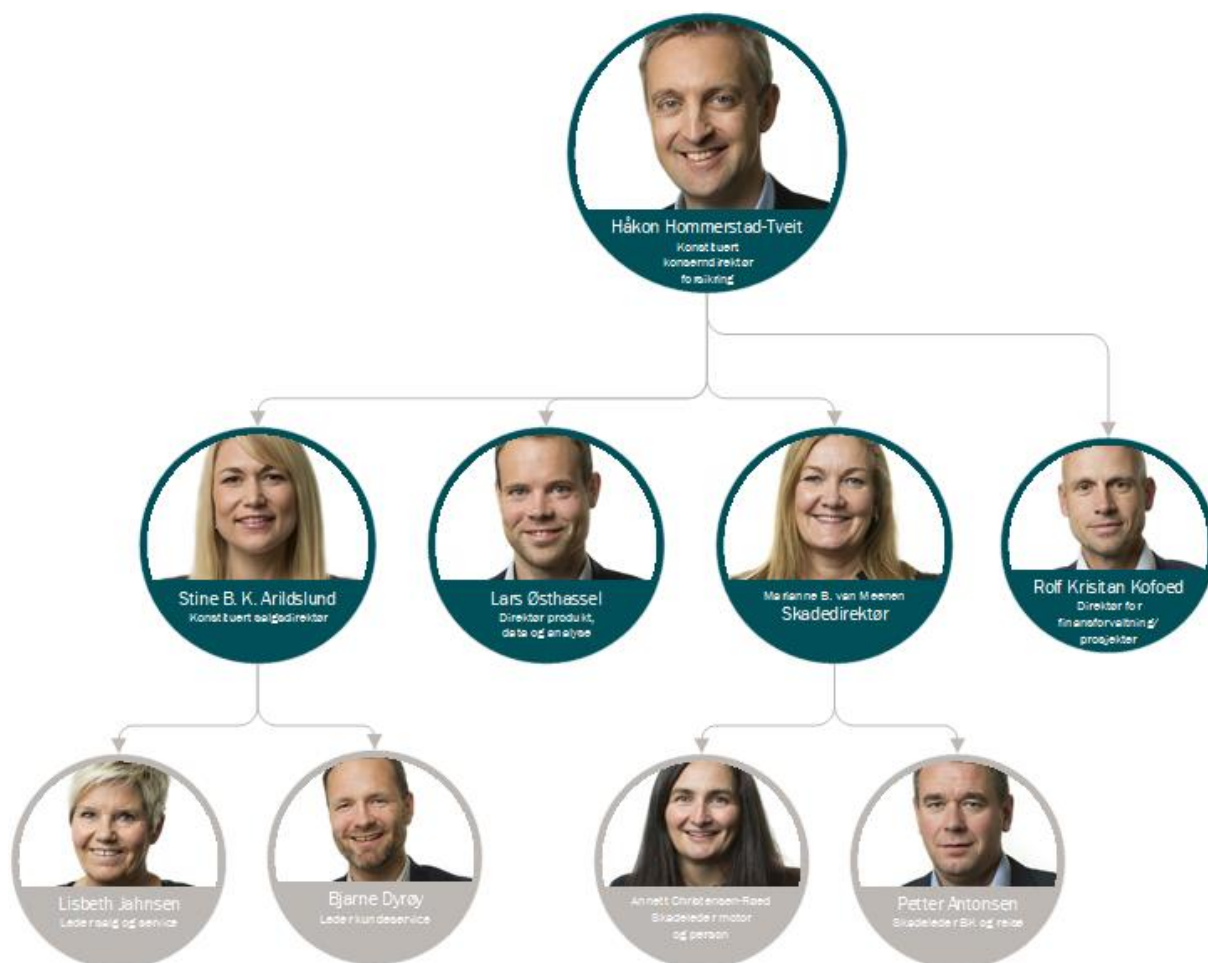 Håkon Hommerstad-Tveit
Konstituert
konserndirektør
forsikring
Stine B. K. Arildslund
Konstituert salgsdirektør
Lars Østhassel
Direktør produkt,
data og analyse
Marianne B. van Meenen
Skadedirektør
Rolf Krisitan Kofoed
Direktør for
finansforvaltning/
prosjekter
Lisbeth Jahnsen
Leder salg og service
Bjarne Dyrøy
Leder kundeservice
Annett Christensen-Røed
Skadeleder motor
og person
Petter Antonsen
Skadeleder BK og reise